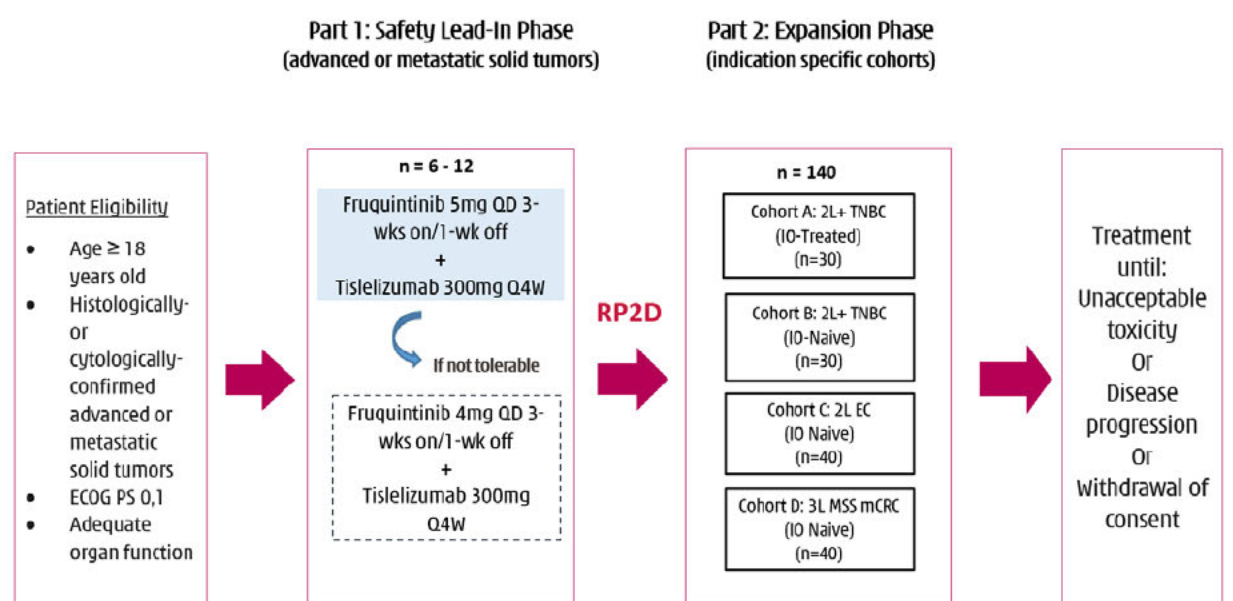 Part 1: Safety Lead-In Phase
(advanced or metastatic solid tumors)
Part 2: Expansion Phase
(indication specific cohorts)
Patient Eligibility
• Age ≥ 18
years old
• Histologically-
or
cytologically-
confirmed
advanced or
metastatic
solid tumors
• ECOG PS 0,1
• Adequate
organ function
n = 6 - 12
Fruquintinib 5mg QD 3-
wks on/1-wk off
+
Tislelizumab 300mg Q4W
If not tolerable
Fruquintinib 4mg QD 3-
wks on/1-wk off
+
Tislelizumab 300mg
Q4W
RP2D
n = 140
Cohort A: 2L+ TNBC
(IO-Treated)
(n=30)
Cohort B: 2L+ TNBC
(IO-Naive)
(n=30)
Cohort C: 2L EC
(IO Naive)
(n=40)
Cohort D: 3L MSS mCRC
(IO Naive)
(n=40)
Treatment
until:
Unacceptable
toxicity
Or
Disease
progression
Or
Withdrawal of
consent